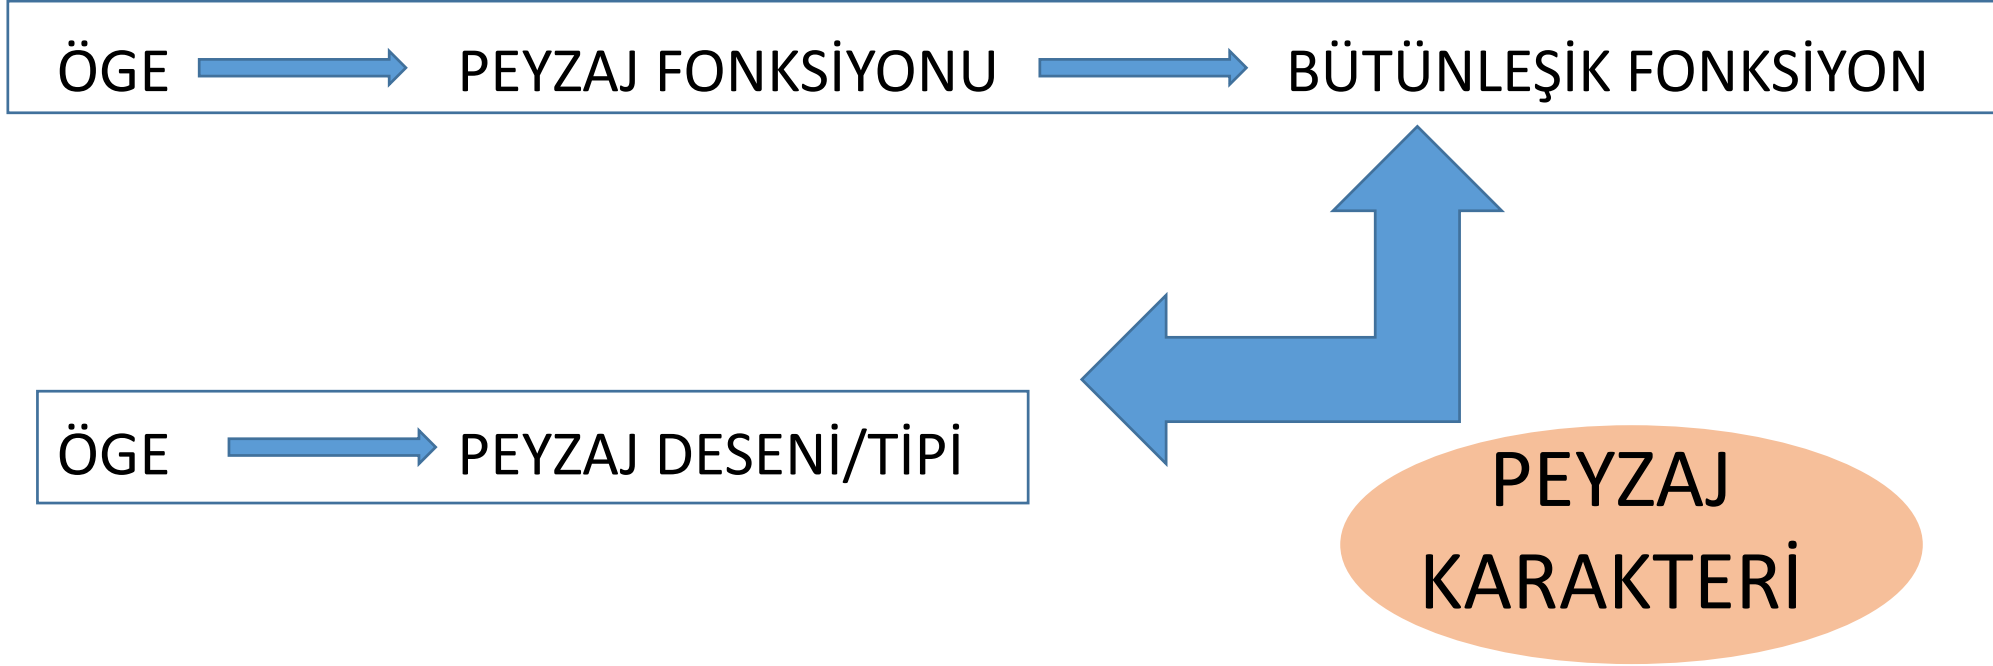 ÖGE PEYZAJ FONKSİYONU BÜTÜNLEŞİK FONKSİYON
ÖGE PEYZAJ DESENİ/TİPİ
PEYZAJ
KARAKTERİ